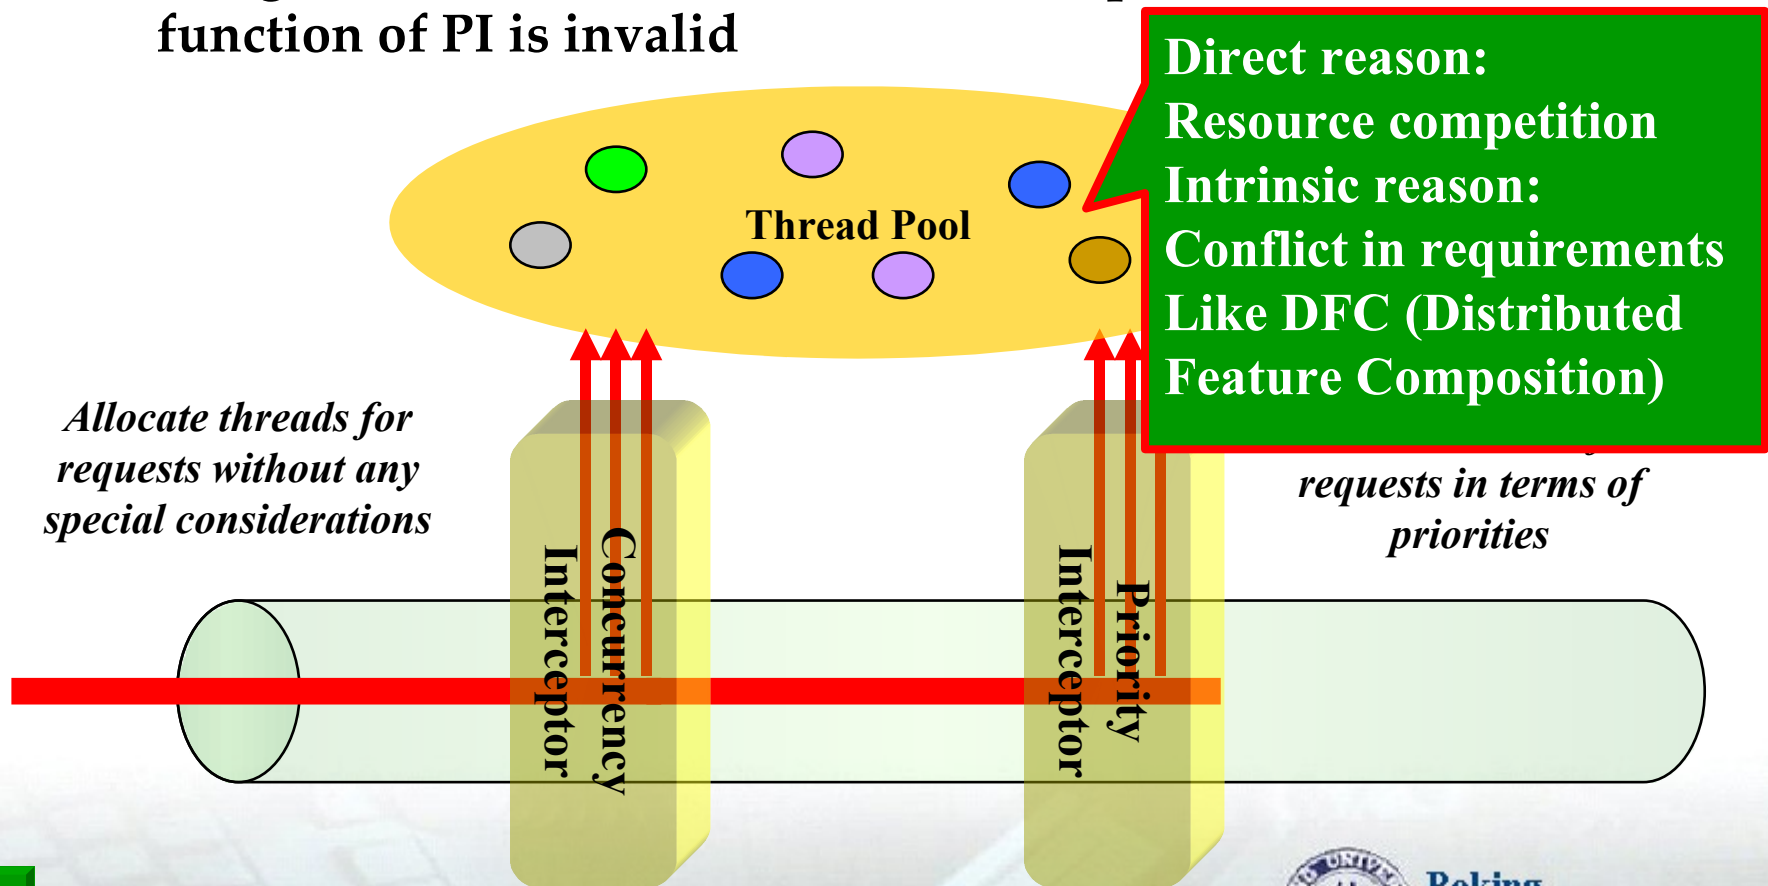 function of PI is invalid
Direct reason:
Resource competition
Intrinsic reason:
Conflict in requirements
Like DFC (Distributed
Feature Composition)
Thread Pool
Allocate threads for
requests without any
special considerations
requests in terms of
priorities
Concurrency
Interceptor
Priority
Interceptor
Peking